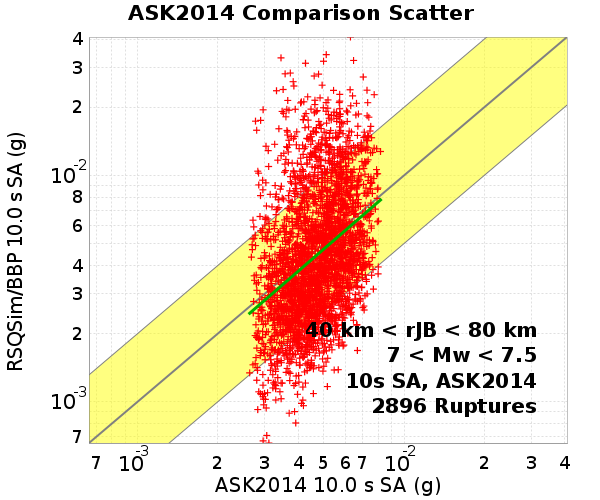 ASK2014 Comparison Scatter
RSQSim/BBP 10.0 s SA (g)
4
3
2
10-2
8
6
4
3
2
10-3
7
40 km < rJB < 80 km
7 < Mw < 7.5
10s SA, ASK2014
2896 Ruptures
7 10-3 2 3 4 5 6 7 10-2 2 3 4
ASK2014 10.0 s SA (g)